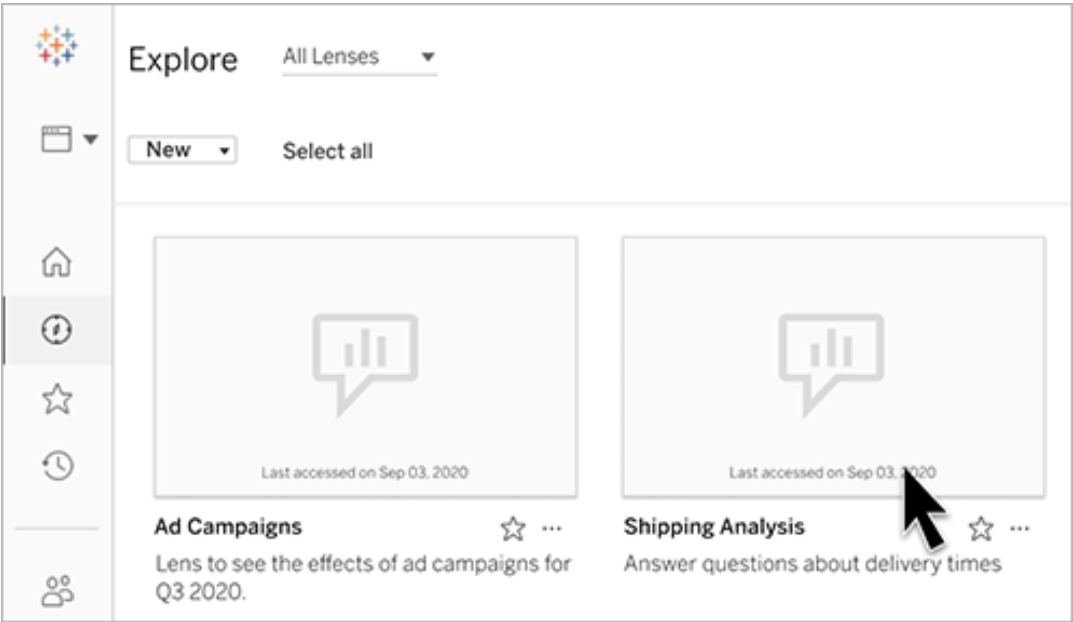 Explore
All Lenses
New
Select all
Last accessed on Sep 03, 2020
Last accessed on Sep 03, 2020
Ad Campaigns
...
Shipping Analysis
...
Lens to see the effects of ad campaigns for
Q3 2020.
Answer questions about delivery times